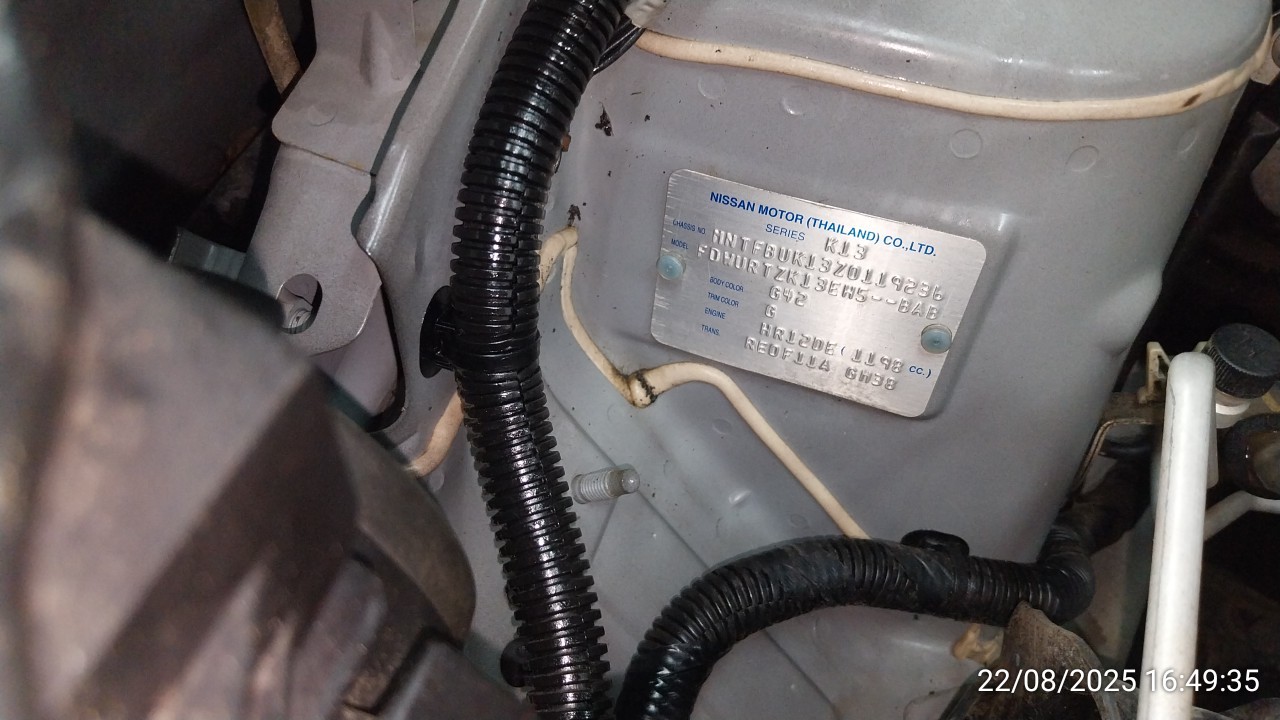 NISSAN MOTOR (THAILAND) CO.,LTD.
SERIES K13
CHASSIS NO. MNTFBUK13Z0119236
MODEL FDWURTZK13EW5--BAB
BODY COLOR G42
TRIM COLOR G
ENGINE HR12DE (1198 CC.)
TRANS. RE0F11A GW38
22/08/2025 16:49:35